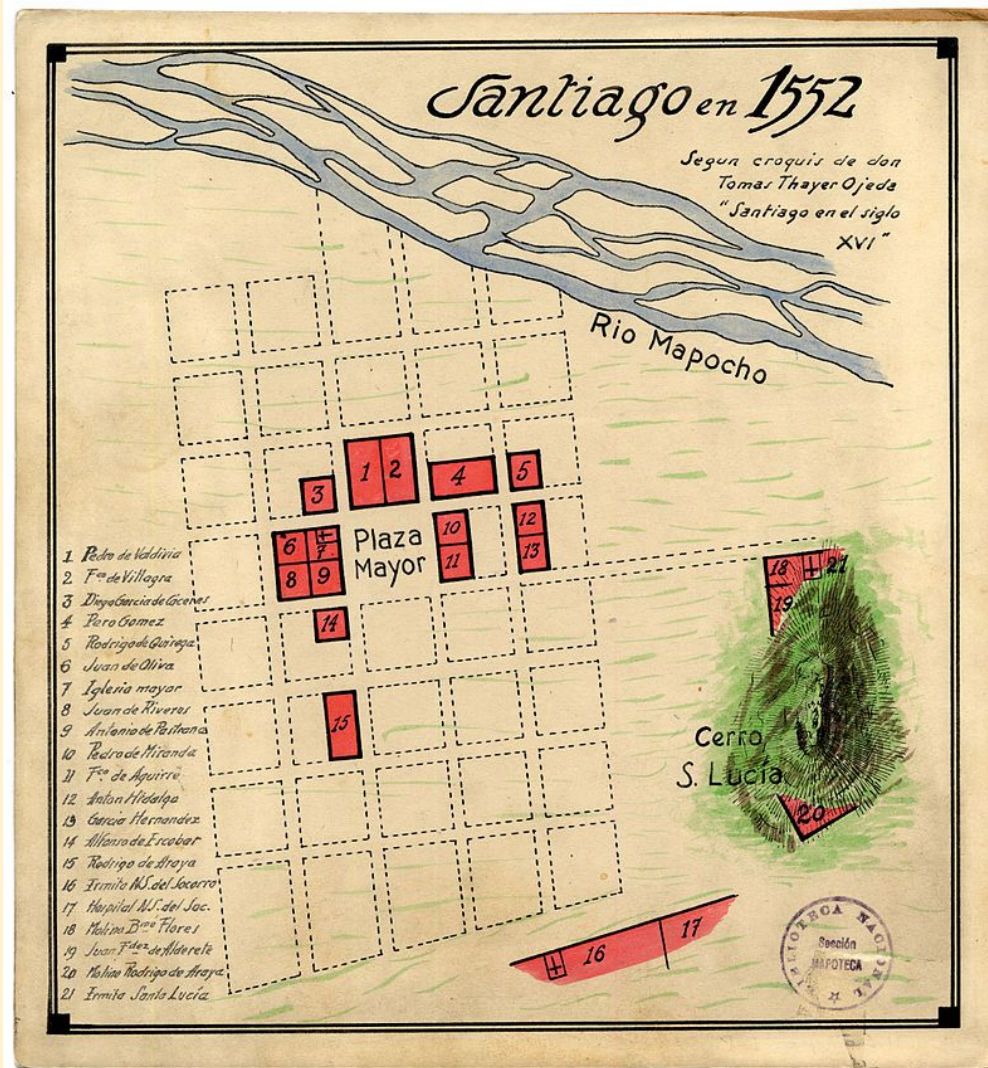 Santiago en 1552
Segun croquis de don
Tomas Thayer Ojeda
"Santiago en el siglo
XVI"
Rio Mapocho
1 2
3
4
5
6 7
8 9
Plaza
Mayor
10
11
12
13
14
15
18 21
19
Cerro
S. Lucía
20
16 17
1 Pedro de Valdivia
2 Fco de Villagra
3 Diego Garcia de Cáceres
4 Pero Gomez
5 Rodrigo de Quiroga
6 Juan de Oliva
7 Iglesia mayor
8 Juan de Riveros
9 Antonio de Pastrana
10 Pedro de Miranda
11 Fco de Aguirre
12 Anton Hidalgo
13 Garcia Hernandez
14 Alfonso de Escobar
15 Rodrigo de Araya
16 Ermita N.S. del Socorro
17 Hospital N.S. del Soc.
18 Molino Bmé Flores
19 Juan Fdez de Alderete
20 Molino Rodrigo de Araya
21 Ermita Santa Lucía
BIBLIOTECA NACIONAL
Sección
MAPOTECA